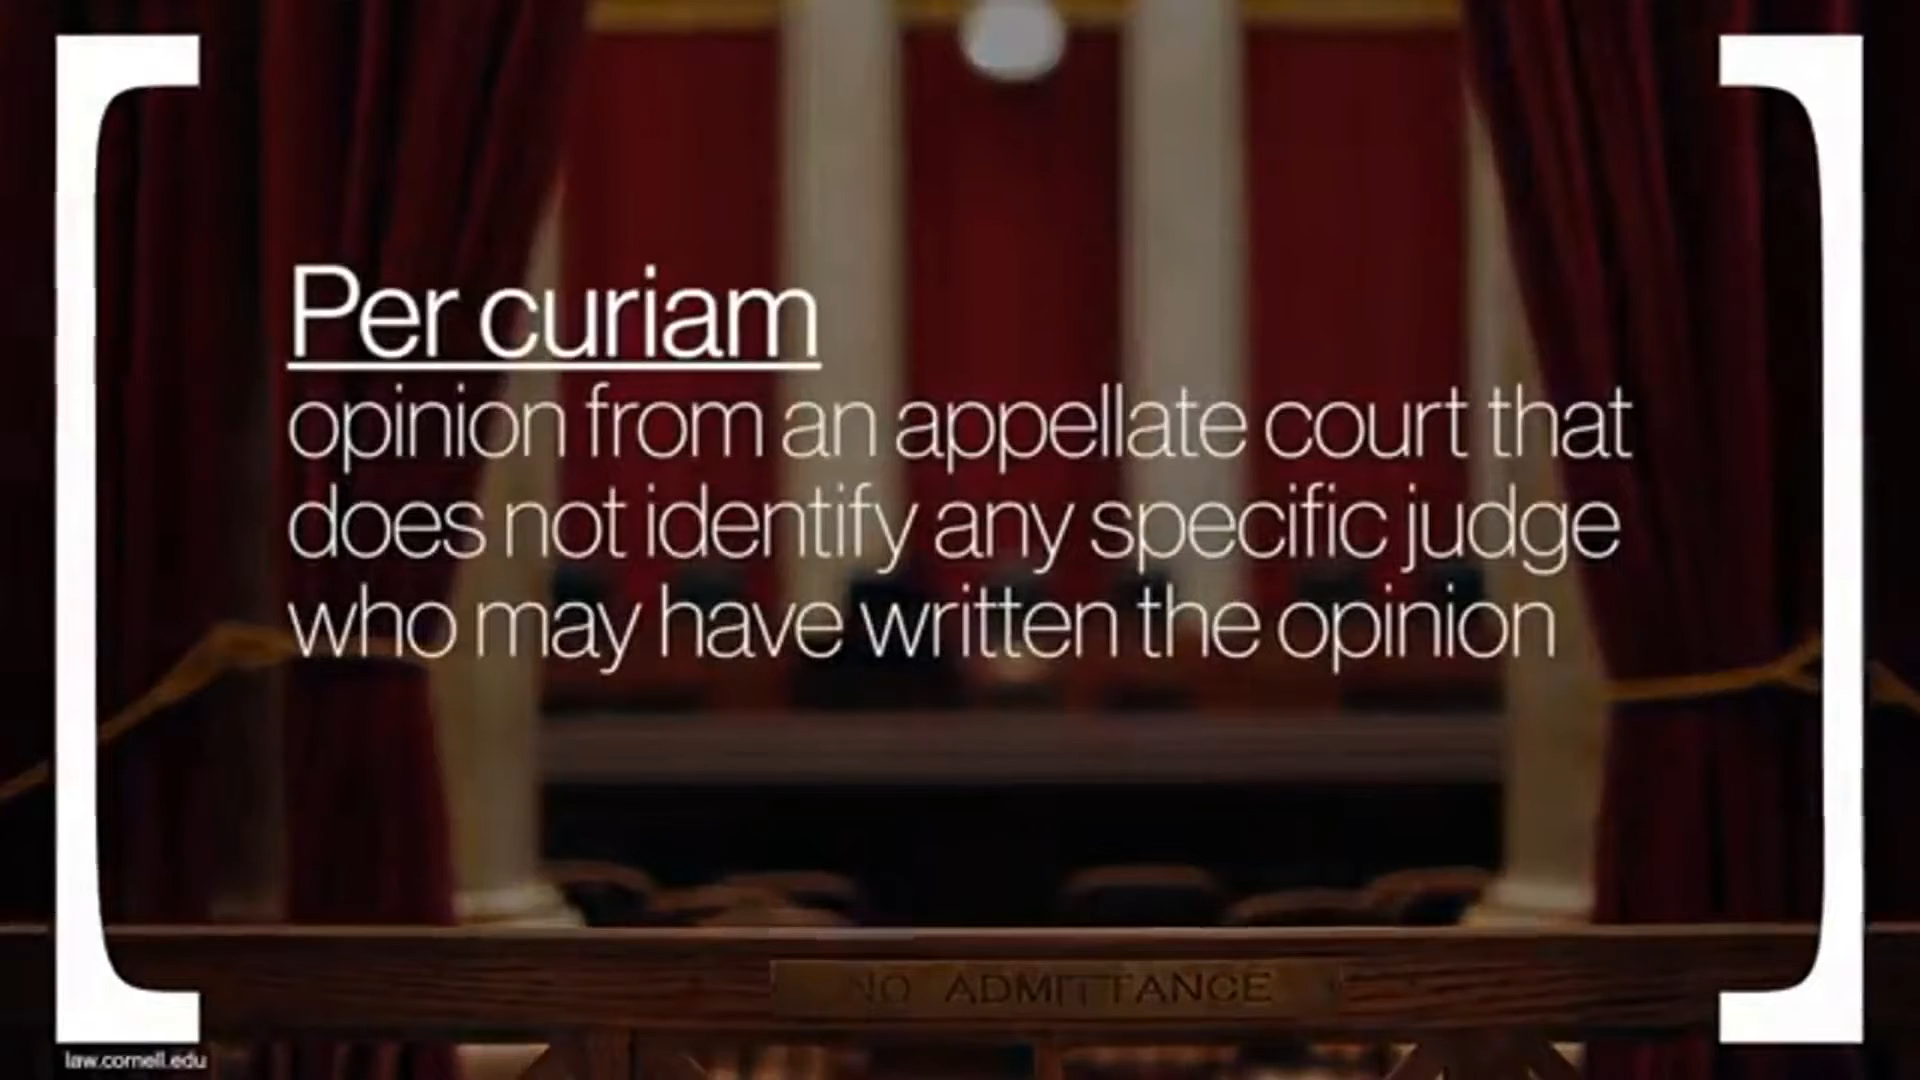 Per curiam
opinion from an appellate court that
does not identify any specific judge
who may have written the opinion
NO ADMITTANCE
law.cornell.edu